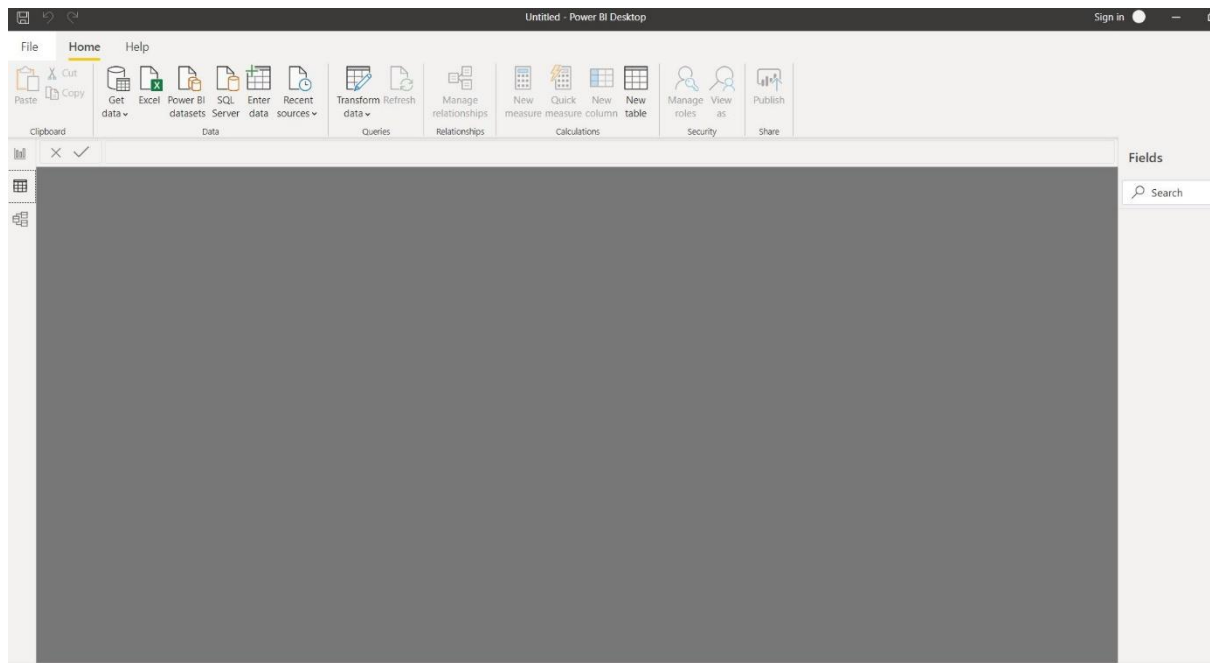 Untitled - Power BI Desktop
Sign in
File Home Help
Paste
Cut
Copy
Clipboard
Get data
Excel
Power BI datasets
SQL Server
Enter data
Recent sources
Data
Transform data
Refresh
Queries
Manage relationships
Relationships
New measure
Quick measure
New column
New table
Calculations
Manage roles
View as
Security
Publish
Share
Fields
Search